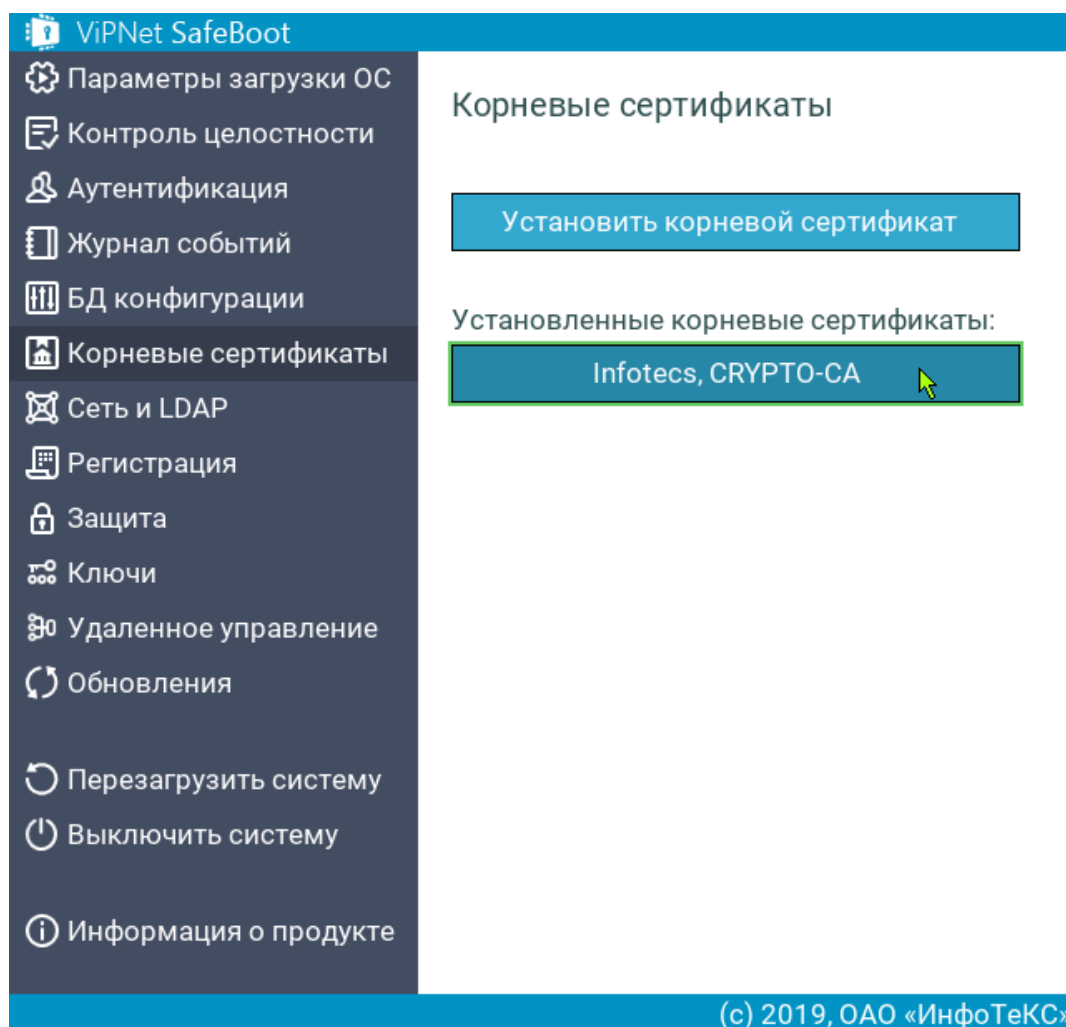 ViPNet SafeBoot
Параметры загрузки ОС
Контроль целостности
Аутентификация
Журнал событий
БД конфигурации
Корневые сертификаты
Сеть и LDAP
Регистрация
Защита
Ключи
Удаленное управление
Обновления
Перезагрузить систему
Выключить систему
Информация о продукте
Корневые сертификаты
Установить корневой сертификат
Установленные корневые сертификаты:
Infotecs, CRYPTO-CA
(c) 2019, ОАО «ИнфоТеКС»